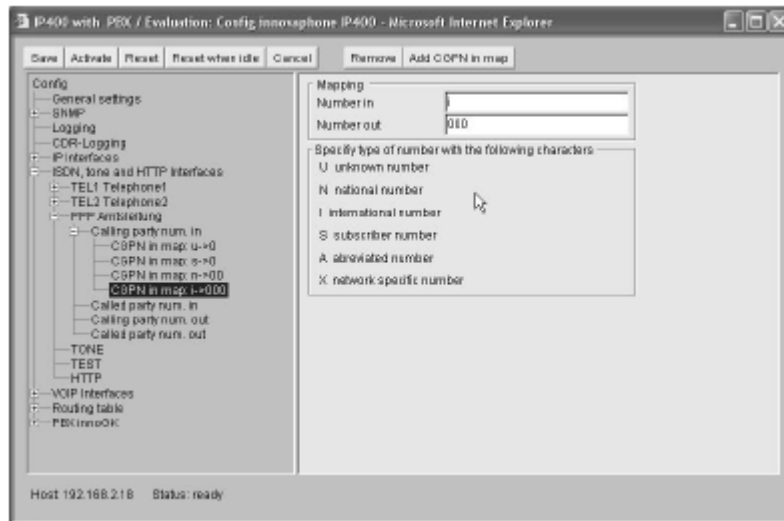 IP400 with PBX / Evaluation: Config innovaphone IP400 - Microsoft Internet Explorer
Save Activate Reset Reset when idle Cancel Remove Add CGPN in map
Config
General settings
SNMP
Logging
CDR-Logging
IP Interfaces
ISDN, tone and HTTP Interfaces
TEL1 Telephone1
TEL2 Telephone2
PPP Amtsleitung
Calling party num. in
CGPN in map: u->0
CGPN in map: s->0
CGPN in map: n->00
CGPN in map: i->000
Called party num. in
Calling party num. out
Called party num. out
TONE
TEST
HTTP
VOIP Interfaces
Routing table
PBX innoOK
Mapping
Number in i
Number out 000
Specify type of number with the following characters
U unknown number
N national number
I international number
S subscriber number
A abreviated number
X network specific number
Host 192.168.2.18 Status: ready